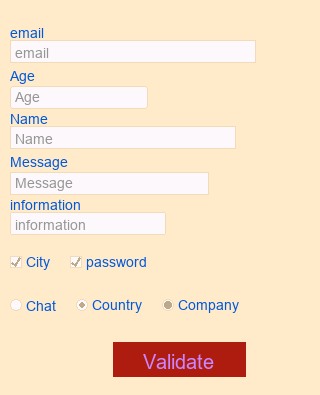 email
email
Age
Age
Name
Name
Message
Message
information
information
City password
Chat Country Company
Validate